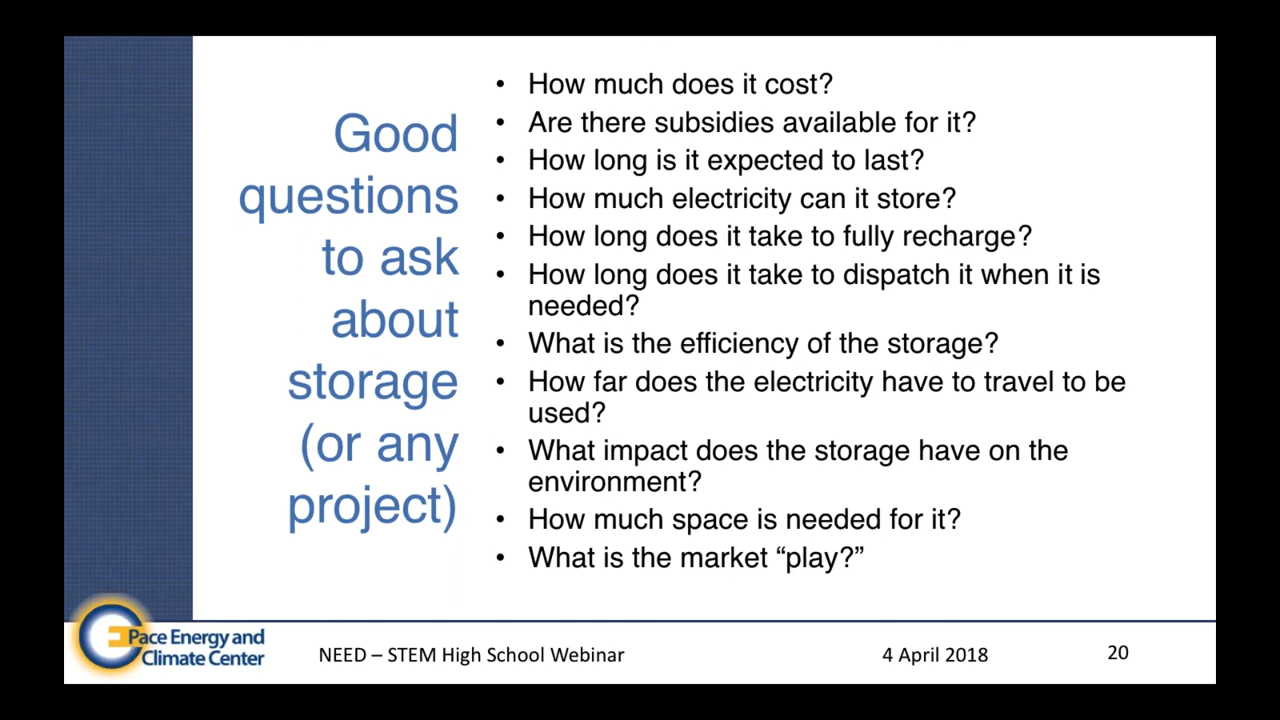 Good
questions
to ask
about
storage
(or any
project)
• How much does it cost?
• Are there subsidies available for it?
• How long is it expected to last?
• How much electricity can it store?
• How long does it take to fully recharge?
• How long does it take to dispatch it when it is
needed?
• What is the efficiency of the storage?
• How far does the electricity have to travel to be
used?
• What impact does the storage have on the
environment?
• How much space is needed for it?
• What is the market “play?”
Pace Energy and
Climate Center
NEED – STEM High School Webinar
4 April 2018
20